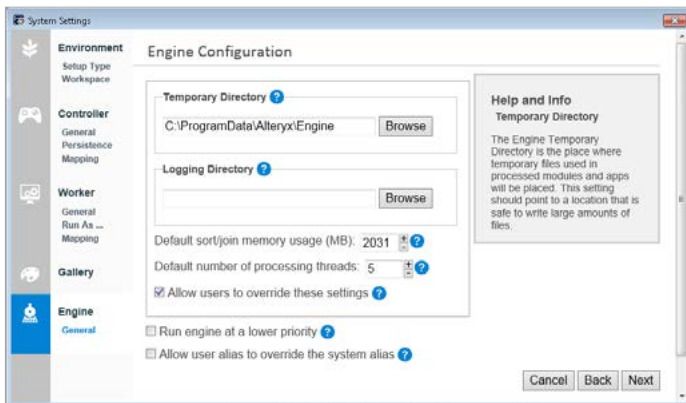 System Settings
Environment
Setup Type
Workspace
Controller
General
Persistence
Mapping
Worker
General
Run As ...
Mapping
Gallery
Engine
General
Engine Configuration
Temporary Directory ?
C:\ProgramData\Alteryx\Engine Browse
Logging Directory ?
Browse
Default sort/join memory usage (MB): 2031 ?
Default number of processing threads: 5 ?
Allow users to override these settings ?
Run engine at a lower priority ?
Allow user alias to override the system alias ?
Help and Info
Temporary Directory
The Engine Temporary
Directory is the place where
temporary files used in
processed modules and apps
will be placed. This setting
should point to a location that is
safe to write large amounts of
files.
Cancel Back Next